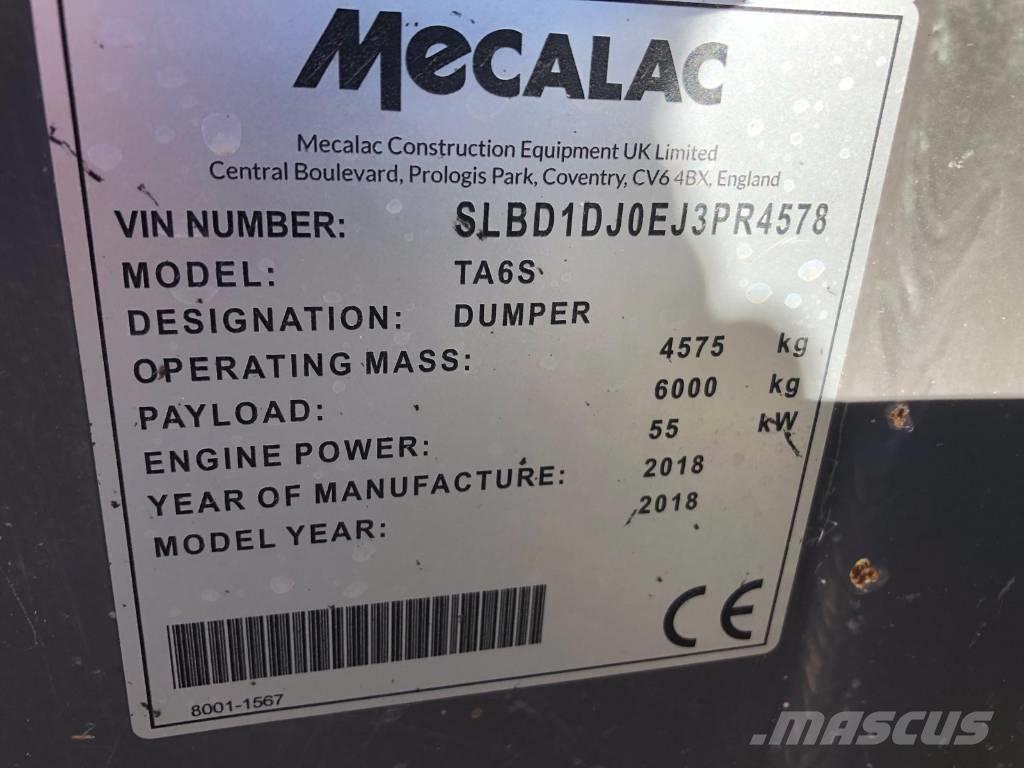 MECALAC
Mecalac Construction Equipment UK Limited
Central Boulevard, Prologis Park, Coventry, CV6 4BX, England
VIN NUMBER: SLBD1DJ0EJ3PR4578
MODEL: TA6S
DESIGNATION: DUMPER
OPERATING MASS: 4575 kg
PAYLOAD: 6000 kg
ENGINE POWER: 55 kW
YEAR OF MANUFACTURE: 2018
MODEL YEAR: 2018
CE
8001-1567
MASCUS